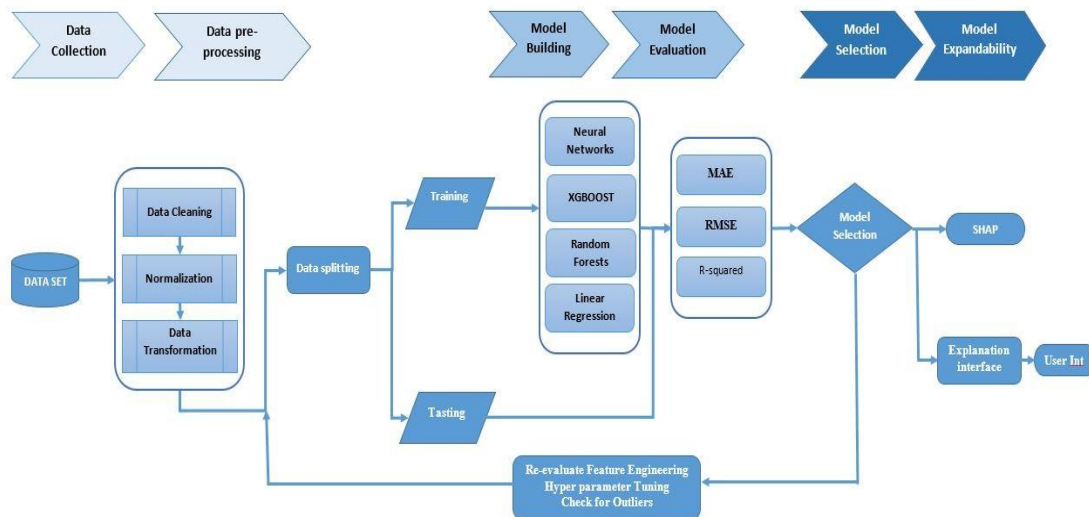 Data
Collection
Data pre-
processing
Model
Building
Model
Evaluation
Model
Selection
Model
Expandability
DATA SET
Data Cleaning
Normalization
Data
Transformation
Data splitting
Training
Tasting
Neural
Networks
XGBOOST
Random
Forests
Linear
Regression
MAE
RMSE
R-squared
Model
Selection
SHAP
Explanation
interface
User Int
Re-evaluate Feature Engineering
Hyper parameter Tuning
Check for Outliers